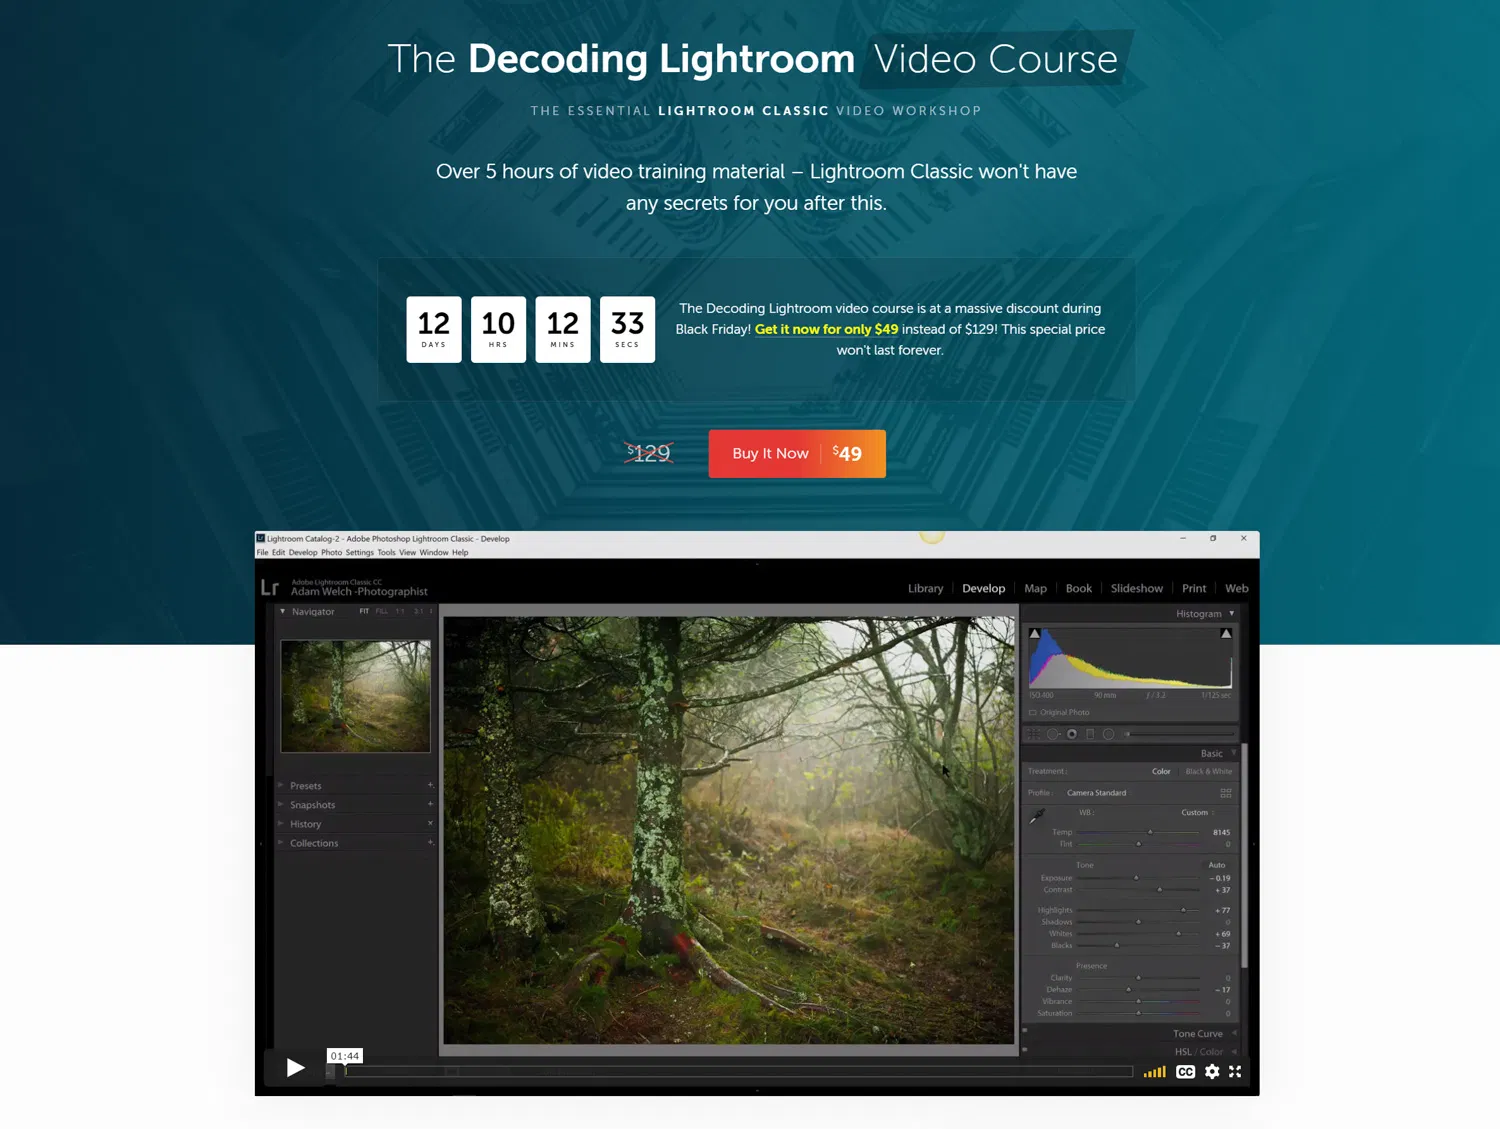 The Decoding Lightroom Video Course
THE ESSENTIAL LIGHTROOM CLASSIC VIDEO WORKSHOP
Over 5 hours of video training material – Lightroom Classic won't have
any secrets for you after this.
12 10 12 33
DAYS HRS MINS SECS
The Decoding Lightroom video course is at a massive discount during
Black Friday! Get it now for only $49 instead of $129! This special price
won't last forever.
$129
Buy It Now $49
Lightroom Catalog-2 - Adobe Photoshop Lightroom Classic - Develop
File Edit Develop Photo Settings Tools View Window Help
Lr
Adobe Lightroom Classic CC
Adam Welch -Photographist
Library Develop Map Book Slideshow Print Web
Navigator FIT FILL 1:1 3:1
Presets
Snapshots
History
Collections
Histogram
ISO 400 90 mm f / 3.3 1/125 sec
Original Photo
Basic
Treatment : Color Black & White
Profile : Camera Standard
WB : Custom
Temp 8145
Tint 0
Tone Auto
Exposure – 0.19
Contrast + 37
Highlights + 77
Shadows 0
Whites + 69
Blacks – 37
Presence
Clarity 0
Dehaze – 17
Vibrance 0
Saturation 0
Tone Curve
HSL / Color
01:44
CC